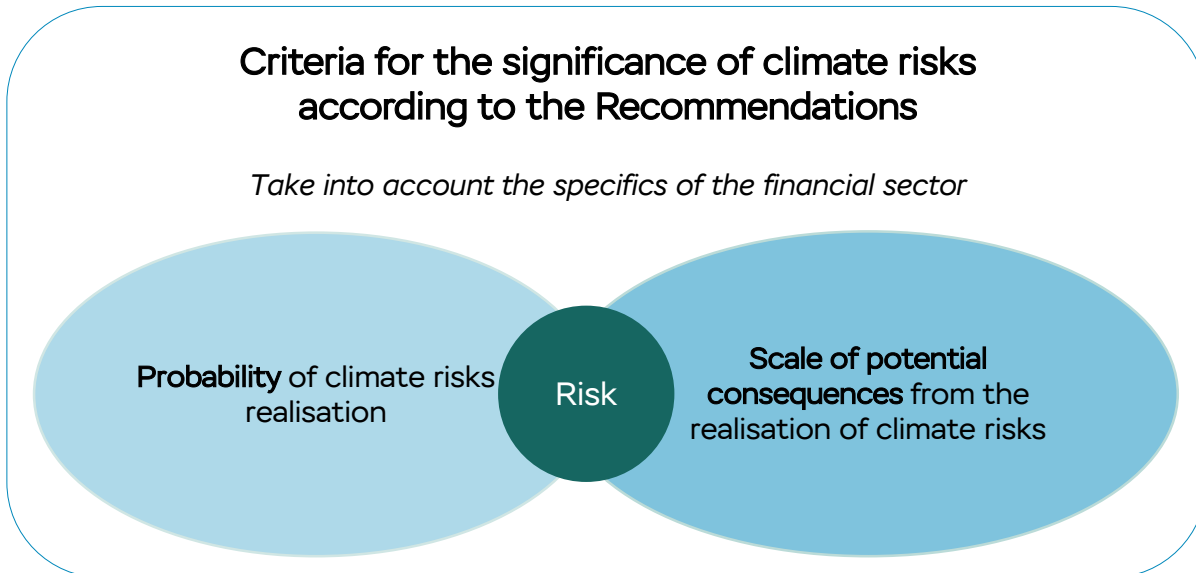 Criteria for the significance of climate risks
according to the Recommendations
Take into account the specifics of the financial sector
Probability of climate risks
realisation
Risk
Scale of potential
consequences from the
realisation of climate risks